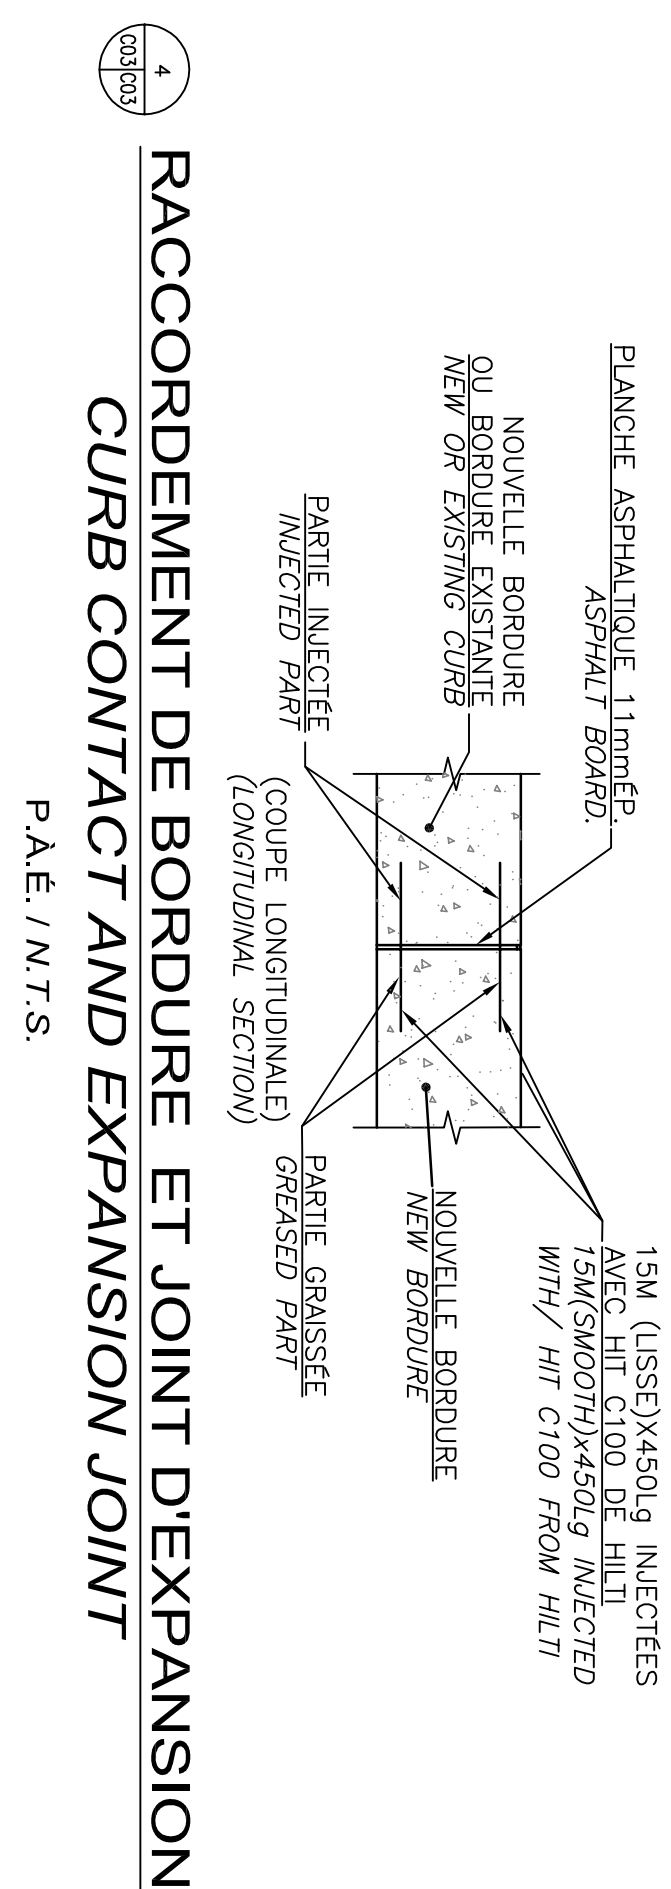 15M (LISSE)X450Lg INJECTÉES
AVEC HIT C100 DE HILTI
15M(SMOOTH)x450Lg INJECTED
WITH/ HIT C100 FROM HILTI
PLANCHE ASPHALTIQUE 11mmÉP.
ASPHALT BOARD.
NOUVELLE BORDURE
OU BORDURE EXISTANTE
NEW OR EXISTING CURB
NOUVELLE BORDURE
NEW BORDURE
PARTIE INJECTÉE
INJECTED PART
PARTIE GRAISSÉE
GREASED PART
(COUPE LONGITUDINALE)
(LONGITUDINAL SECTION)
4
C03 C03
RACCORDEMENT DE BORDURE ET JOINT D'EXPANSION
CURB CONTACT AND EXPANSION JOINT
P.À.É. / N.T.S.